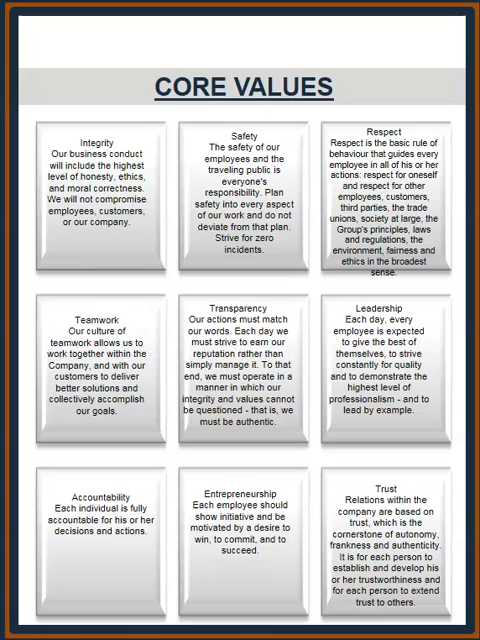 CORE VALUES
Integrity
Our business conduct
will include the highest
level of honesty, ethics,
and moral correctness.
We will not compromise
employees, customers,
or our company.
Safety
The safety of our
employees and the
traveling public is
everyone's
responsibility. Plan
safety into every aspect
of our work and do not
deviate from that plan.
Strive for zero
incidents.
Respect
Respect is the basic rule of
behaviour that guides every
employee in all of his or her
actions: respect for oneself
and respect for other
employees, customers,
third parties, the trade
unions, society at large, the
Group's principles, laws
and regulations, the
environment, fairness and
ethics in the broadest
sense.
Teamwork
Our culture of
teamwork allows us to
work together within the
Company, and with our
customers to deliver
better solutions and
collectively accomplish
our goals.
Transparency
Our actions must match
our words. Each day we
must strive to earn our
reputation rather than
simply manage it. To that
end, we must operate in a
manner in which our
integrity and values cannot
be questioned - that is, we
must be authentic.
Leadership
Each day, every
employee is expected
to give the best of
themselves, to strive
constantly for quality
and to demonstrate the
highest level of
professionalism - and to
lead by example.
Accountability
Each individual is fully
accountable for his or her
decisions and actions.
Entrepreneurship
Each employee should
show initiative and be
motivated by a desire to
win, to commit, and to
succeed.
Trust
Relations within the
company are based on
trust, which is the
cornerstone of autonomy,
frankness and authenticity.
It is for each person to
establish and develop his
or her trustworthiness and
for each person to extend
trust to others.